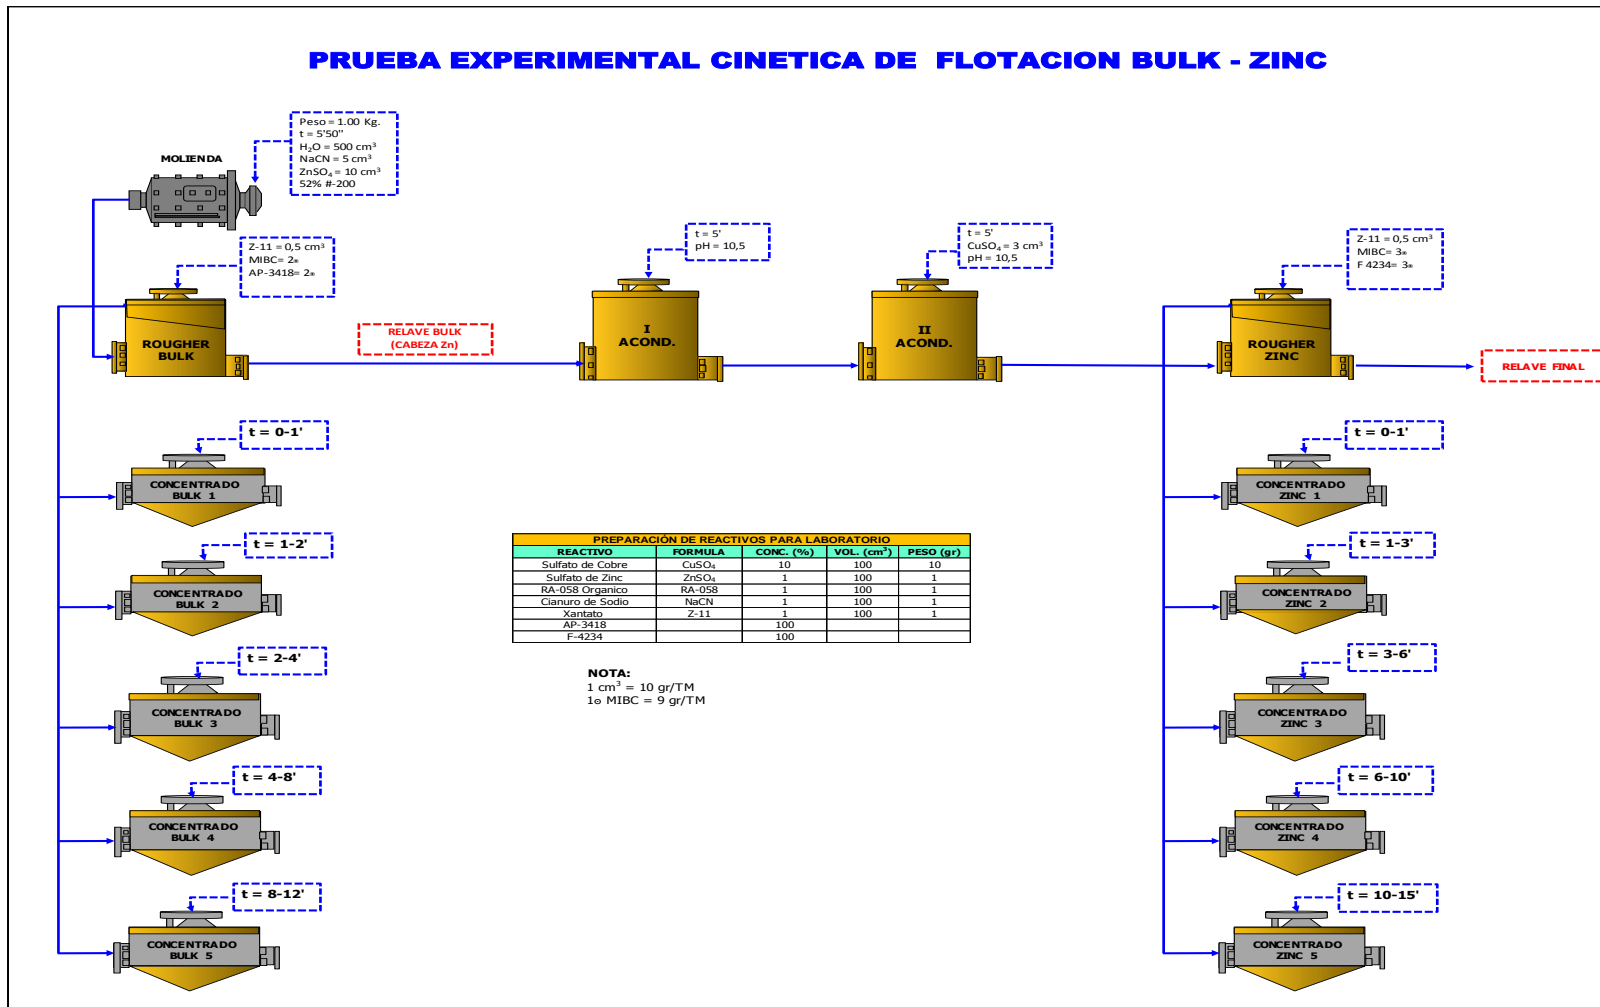 PRUEBA EXPERIMENTAL CINETICA DE FLOTACION BULK - ZINC
Peso = 1.00 Kg.
t = 5'50"
H₂O = 500 cm³
NaCN = 5 cm³
ZnSO₄ = 10 cm³
52% #-200
MOLIENDA
Z-11 = 0,5 cm³
MIBC= 2
AP-3418= 2
ROUGHER
BULK
RELAVE BULK
(CABEZA Zn)
t = 5'
pH = 10,5
I
ACOND.
t = 5'
CuSO₄ = 3 cm³
pH = 10,5
II
ACOND.
Z-11 = 0,5 cm³
MIBC= 3
F 4234= 3
ROUGHER
ZINC
RELAVE FINAL
t = 0-1'
CONCENTRADO
BULK 1
t = 1-2'
CONCENTRADO
BULK 2
t = 2-4'
CONCENTRADO
BULK 3
t = 4-8'
CONCENTRADO
BULK 4
t = 8-12'
CONCENTRADO
BULK 5
PREPARACIÓN DE REACTIVOS PARA LABORATORIO
REACTIVO FORMULA CONC. (%) VOL. (cm³) PESO (gr)
Sulfato de Cobre CuSO₄ 10 100 10
Sulfato de Zinc ZnSO₄ 1 100 1
RA-058 Organico RA-058 1 100 1
Cianuro de Sodio NaCN 1 100 1
Xantato Z-11 1 100 1
AP-3418 100
F-4234 100
NOTA:
1 cm³ = 10 gr/TM
1 MIBC = 9 gr/TM
t = 0-1'
CONCENTRADO
ZINC 1
t = 1-3'
CONCENTRADO
ZINC 2
t = 3-6'
CONCENTRADO
ZINC 3
t = 6-10'
CONCENTRADO
ZINC 4
t = 10-15'
CONCENTRADO
ZINC 5